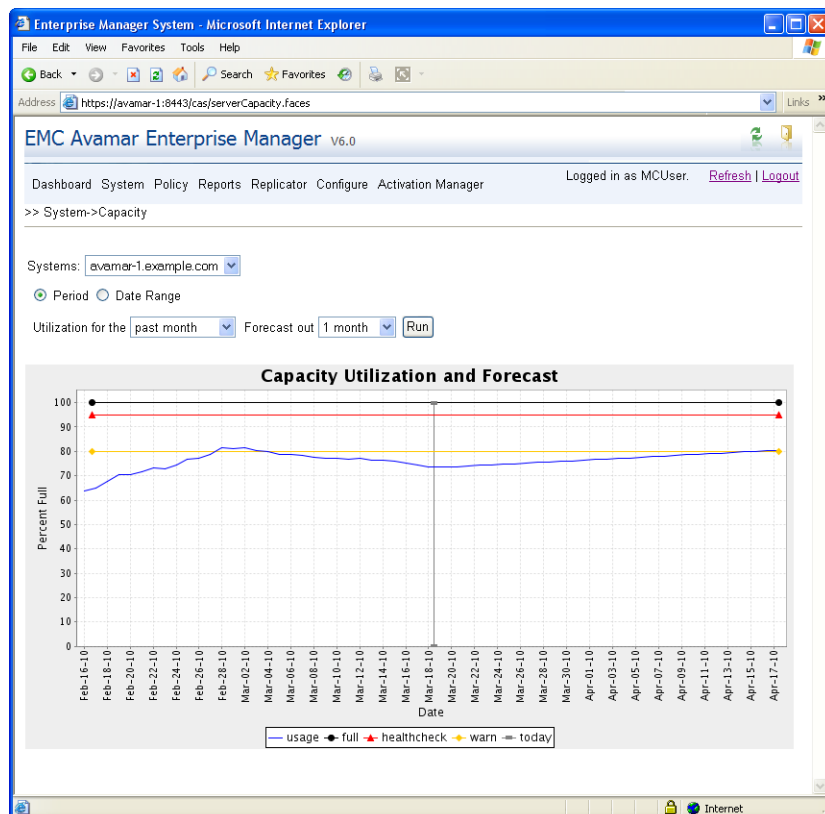 Enterprise Manager System - Microsoft Internet Explorer
File Edit View Favorites Tools Help
Back Search Favorites
Address https://avamar-1:8443/cas/serverCapacity.faces Links »
EMC Avamar Enterprise Manager V6.0
Dashboard System Policy Reports Replicator Configure Activation Manager Logged in as MCUser. Refresh | Logout
>> System->Capacity
Systems: avamar-1.example.com
Period Date Range
Utilization for the past month Forecast out 1 month Run
Capacity Utilization and Forecast
Percent Full
100
90
80
70
60
50
40
30
20
10
0
Feb-16-10
Feb-18-10
Feb-20-10
Feb-22-10
Feb-24-10
Feb-26-10
Feb-28-10
Mar-02-10
Mar-04-10
Mar-06-10
Mar-08-10
Mar-10-10
Mar-12-10
Mar-14-10
Mar-16-10
Mar-18-10
Mar-20-10
Mar-22-10
Mar-24-10
Mar-26-10
Mar-28-10
Mar-30-10
Apr-01-10
Apr-03-10
Apr-05-10
Apr-07-10
Apr-09-10
Apr-11-10
Apr-13-10
Apr-15-10
Apr-17-10
Date
usage full healthcheck warn today
Internet